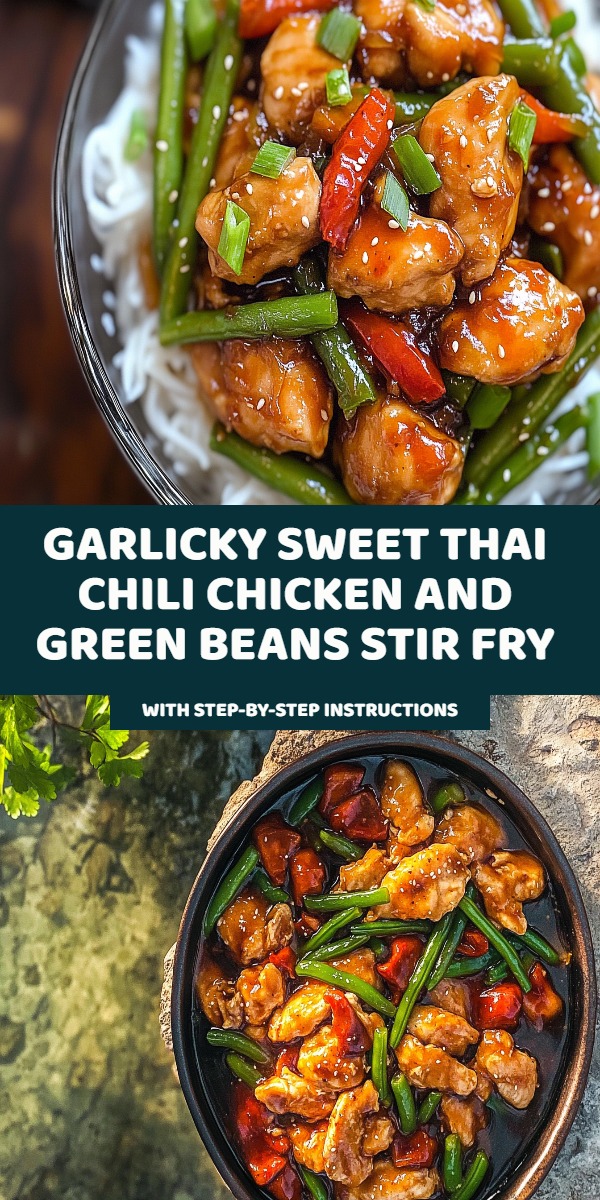 GARLICKY SWEET THAI
CHILI CHICKEN AND
GREEN BEANS STIR FRY
WITH STEP-BY-STEP INSTRUCTIONS